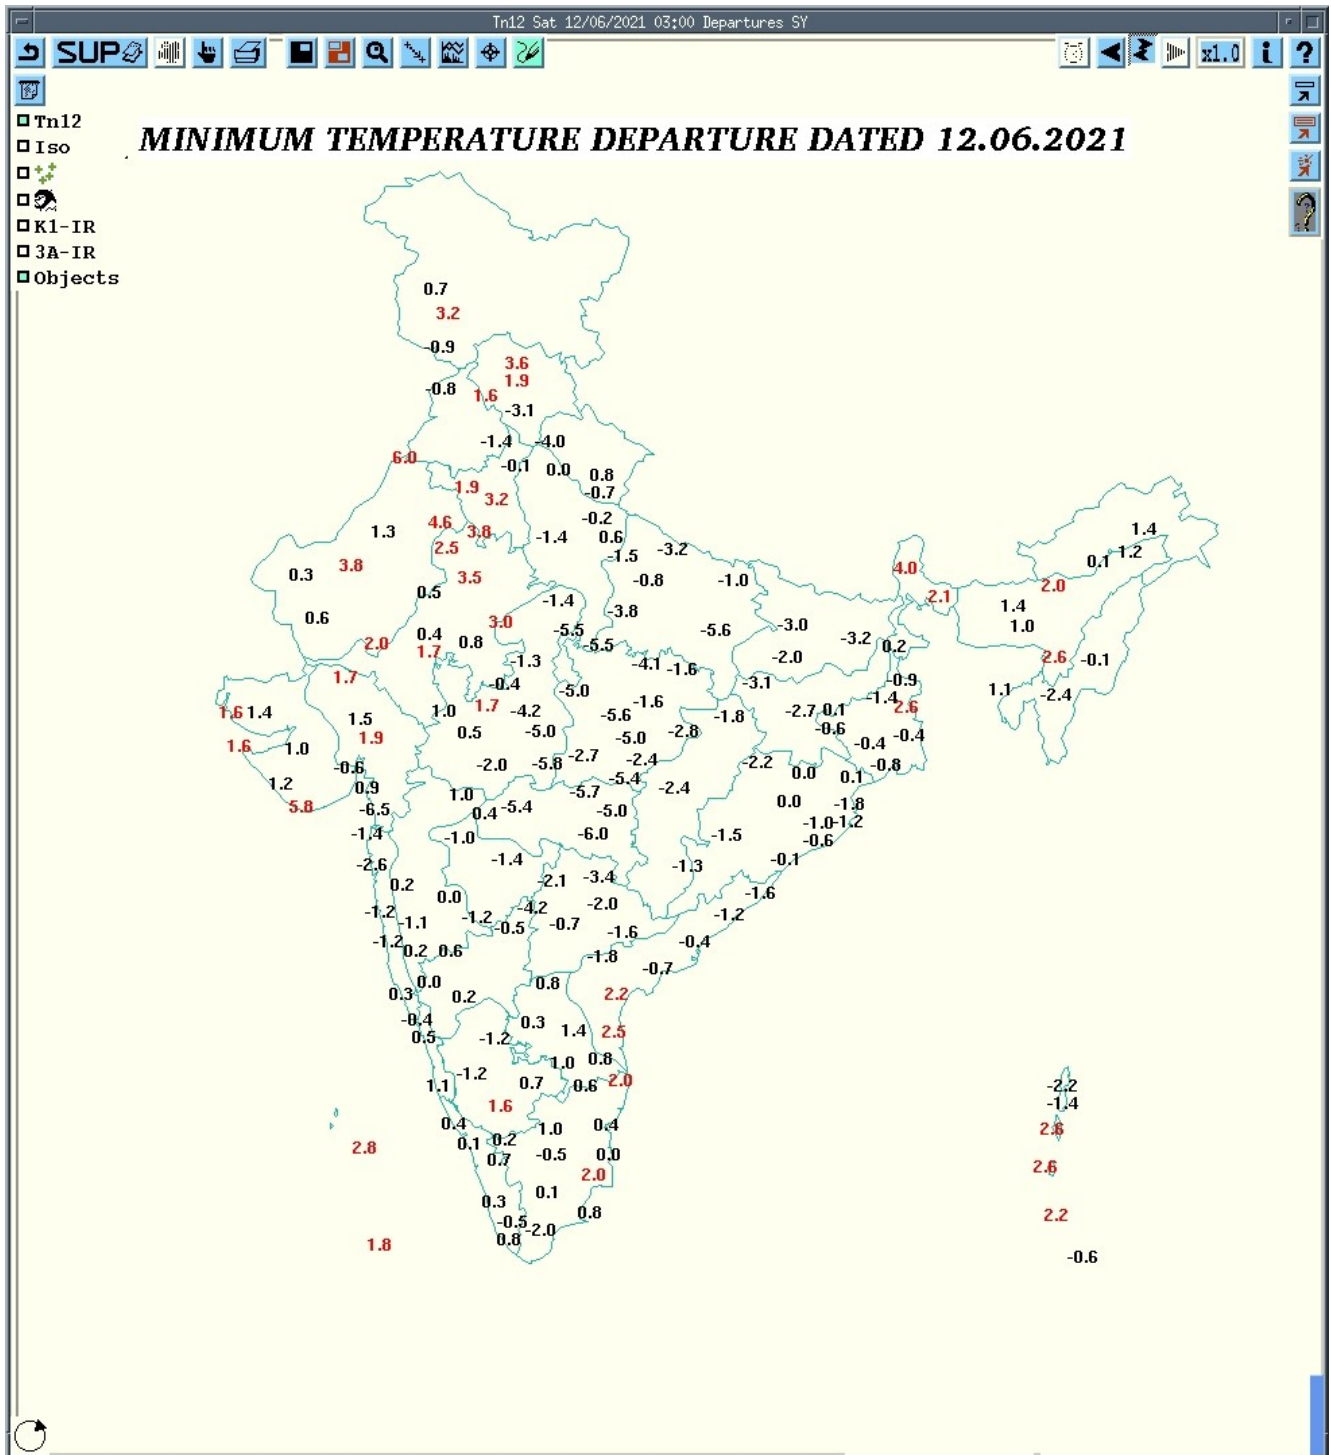 Tn12 Sat 12/06/2021 03:00 Departures SY
SUP x1.0 i ?
Tn12
Iso
K1-IR
3A-IR
Objects
MINIMUM TEMPERATURE DEPARTURE DATED 12.06.2021
0.7
3.2
-0.9
3.6
1.9
-0.8 1.6
-3.1
-1.4 -4.0
6.0 -0.1 0.0 0.8
1.9 3.2 -0.7
4.6 3.8 -0.2
1.3 -1.4 0.6 1.4
2.5 -1.5 -3.2 1.2
3.8 4.0 0.1
0.3 3.5 -0.8 -1.0 2.0
0.5 -1.4 2.1 1.4
0.6 3.0 -3.8 -3.0 1.0
0.4 0.8 -5.5 -5.6 -3.2
2.0 1.7 -5.5 0.2
-1.3 -4.1 -1.6 -2.0 2.6 -0.1
1.7 -0.4 -5.0 -3.1 -0.9 1.1 -2.4
1.6 1.4 1.0 1.7 -4.2 -1.6 -1.4 2.6
1.5 -5.6 -1.8 -2.7 0.1
1.9 0.5 -5.0 -5.0 -2.8 -0.6 -0.4
1.6 1.0 -0.4
-0.6 -2.0 -5.8 -2.7 -2.4 -2.2 -0.8
1.2 0.9 -5.4 0.0 0.1
1.0 -5.7 -2.4
5.8 -6.5 0.4 -5.4 -5.0 0.0 -1.8
-1.4 -1.0 -6.0 -1.5 -1.0 -1.2
-0.6
-2.6 -1.4 -1.3 -0.1
0.2 -2.1 -3.4
0.0 -1.6
-1.2 -1.1 -1.2 -4.2 -2.0 -1.2
-0.5 -0.7 -1.6
-1.2 0.2 0.6 -1.8 -0.4
-0.7
0.0 0.8
0.3 0.2 2.2
-0.4 0.3 1.4 2.5
0.5 -1.2
1.0 0.8
1.1 -1.2 0.7 0.6 2.0 -2.2
1.6 -1.4
0.4 1.0 0.4 2.6
2.8 0.1 0.2
0.7 -0.5 0.0 2.6
2.0
0.3 0.1
-0.5 0.8 2.2
1.8 0.8 -2.0
-0.6